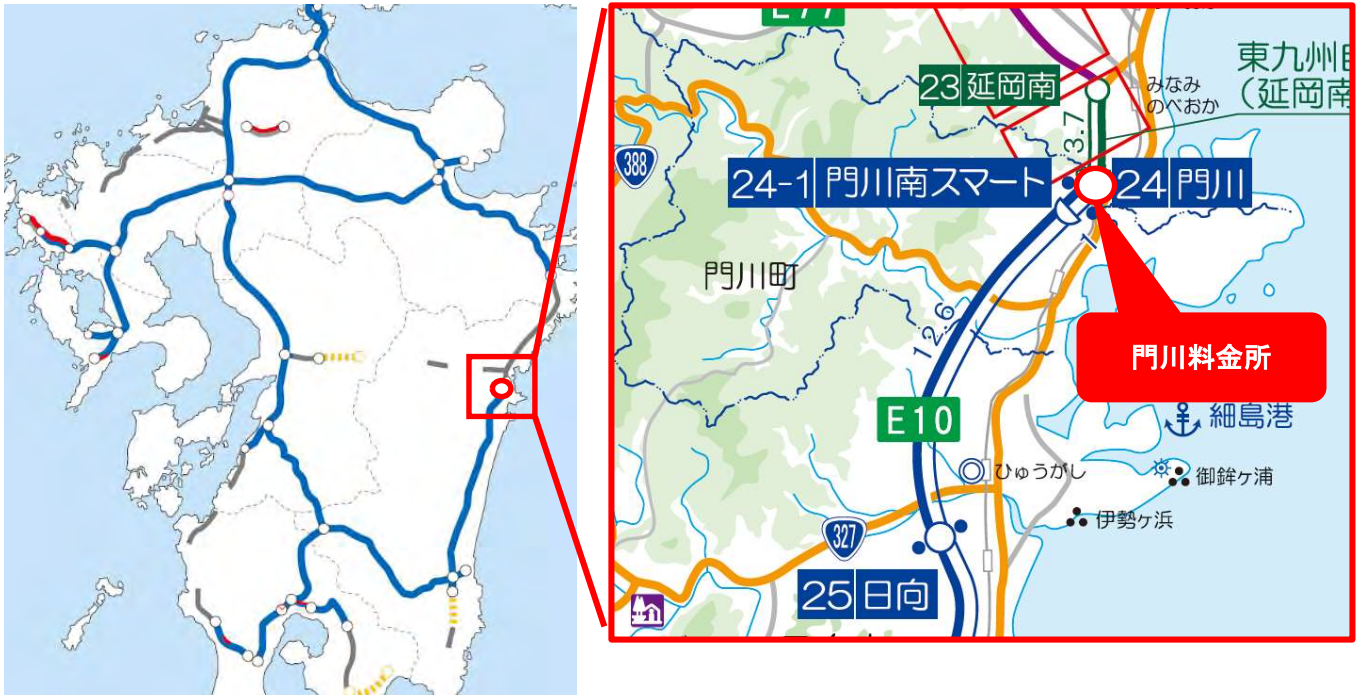 E77
東九州
(延岡南
23 延岡南
みなみ
のべおか
3.7
388
24-1 門川南スマート
24 門川
門川町
12.6
門川料金所
E10
細島港
ひゅうがし
御鉾ヶ浦
伊勢ヶ浜
327
25 日向